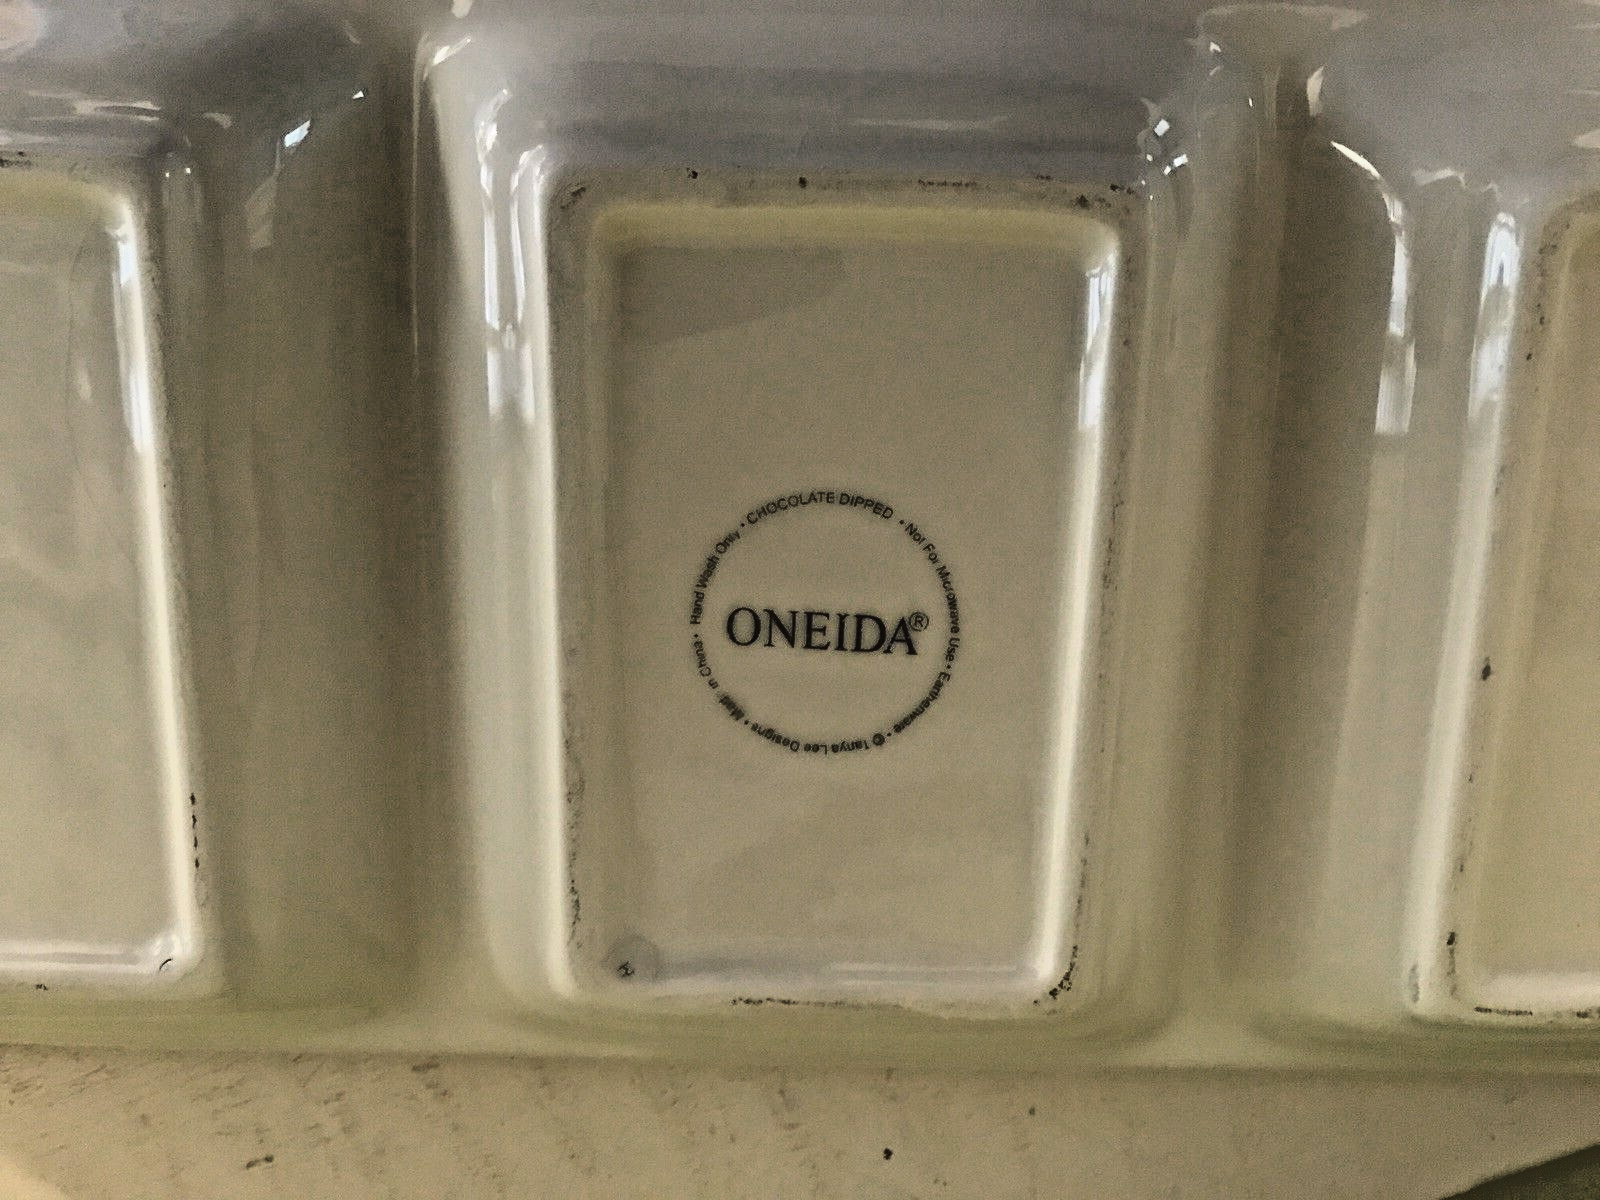 CHOCOLATE DIPPED • Not For Microwave Use • Earthenware • © Tanya Lee Designs • Made in China • Hand Wash Only •
ONEIDA®